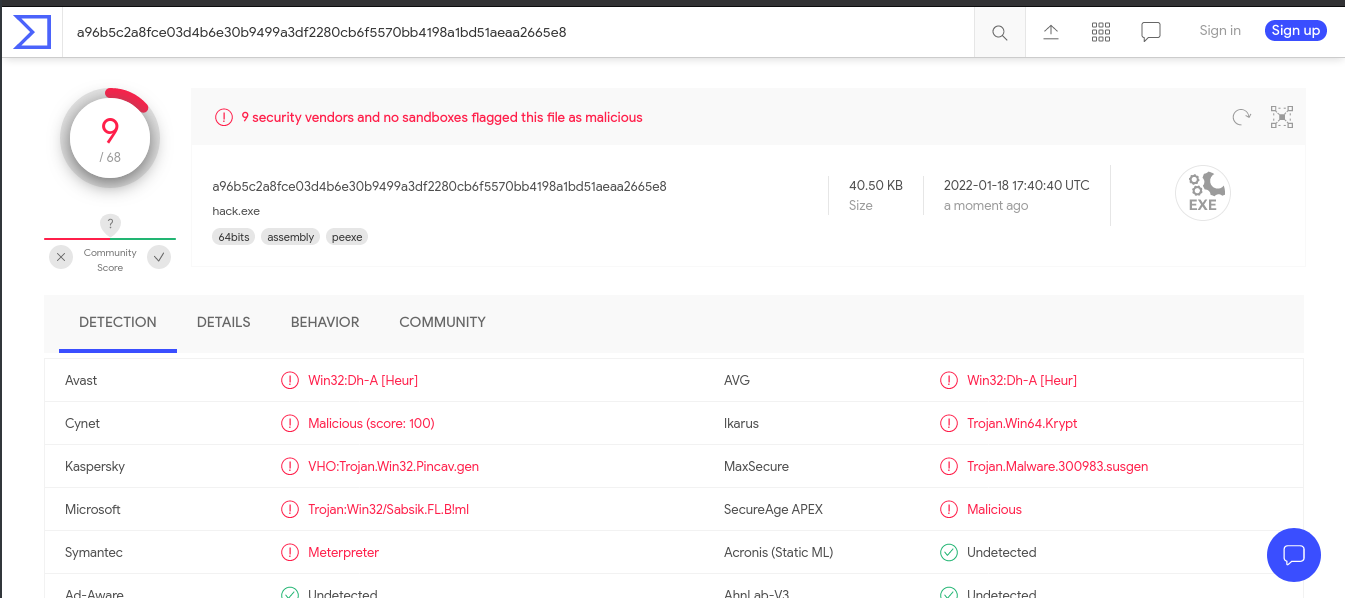 a96b5c2a8fce03d4b6e30b9499a3df2280cb6f5570bb4198a1bd51aeaa2665e8
Sign in
Sign up
9
/ 68
?
Community
Score
9 security vendors and no sandboxes flagged this file as malicious
a96b5c2a8fce03d4b6e30b9499a3df2280cb6f5570bb4198a1bd51aeaa2665e8
hack.exe
64bits assembly peexe
40.50 KB
Size
2022-01-18 17:40:40 UTC
a moment ago
EXE
DETECTION DETAILS BEHAVIOR COMMUNITY
Avast Win32:Dh-A [Heur] AVG Win32:Dh-A [Heur]
Cynet Malicious (score: 100) Ikarus Trojan.Win64.Krypt
Kaspersky VHO:Trojan.Win32.Pincav.gen MaxSecure Trojan.Malware.300983.susgen
Microsoft Trojan:Win32/Sabsik.FL.B!ml SecureAge APEX Malicious
Symantec Meterpreter Acronis (Static ML) Undetected
Ad-Aware Undetected AhnLab-V3 Undetected